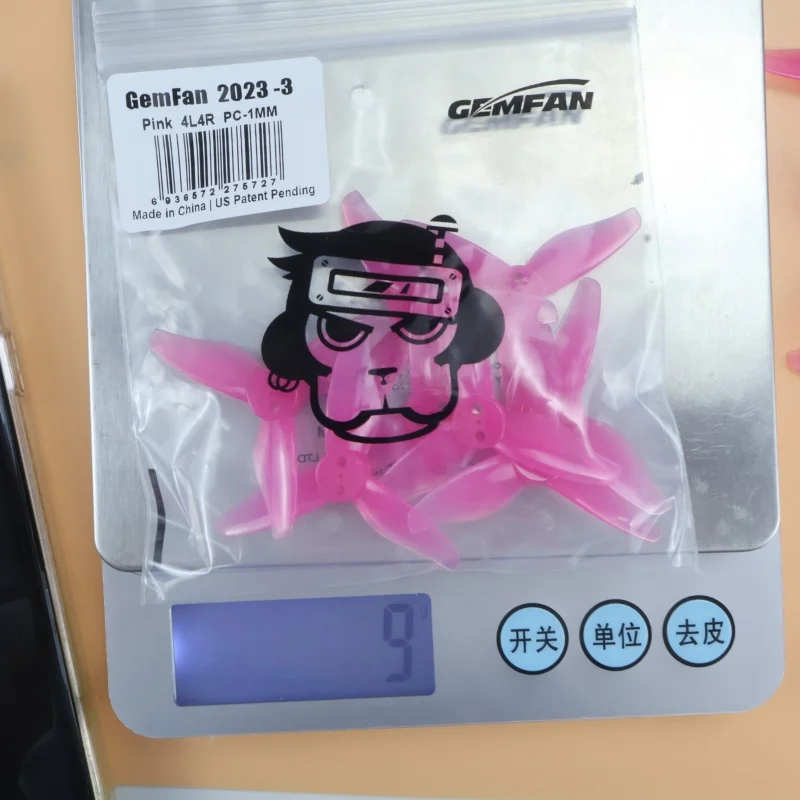 GemFan 2023-3
Pink 4L4R PC-1MM
6 938572 275727
Made in China | US Patent Pending
GEMFAN
9 g
开关
单位
去皮